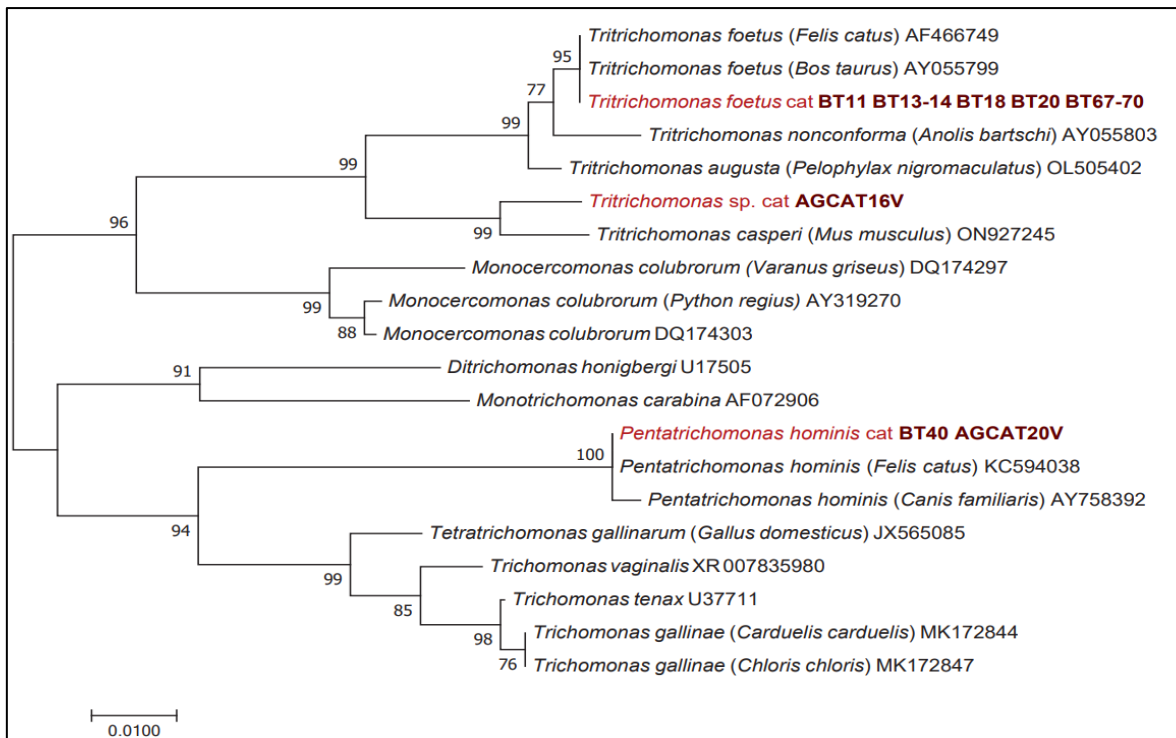 Tritrichomonas foetus (Felis catus) AF466749
95
Tritrichomonas foetus (Bos taurus) AY055799
77
Tritrichomonas foetus cat BT11 BT13-14 BT18 BT20 BT67-70
99
Tritrichomonas nonconforma (Anolis bartschi) AY055803
99
Tritrichomonas augusta (Pelophylax nigromaculatus) OL505402
Tritrichomonas sp. cat AGCAT16V
96
99
Tritrichomonas casperi (Mus musculus) ON927245
Monocercomonas colubrorum (Varanus griseus) DQ174297
99
Monocercomonas colubrorum (Python regius) AY319270
88
Monocercomonas colubrorum DQ174303
Ditrichomonas honigbergi U17505
91
Monotrichomonas carabina AF072906
Pentatrichomonas hominis cat BT40 AGCAT20V
100
Pentatrichomonas hominis (Felis catus) KC594038
Pentatrichomonas hominis (Canis familiaris) AY758392
94
Tetratrichomonas gallinarum (Gallus domesticus) JX565085
99
Trichomonas vaginalis XR 007835980
85
Trichomonas tenax U37711
98
Trichomonas gallinae (Carduelis carduelis) MK172844
76
Trichomonas gallinae (Chloris chloris) MK172847
0.0100